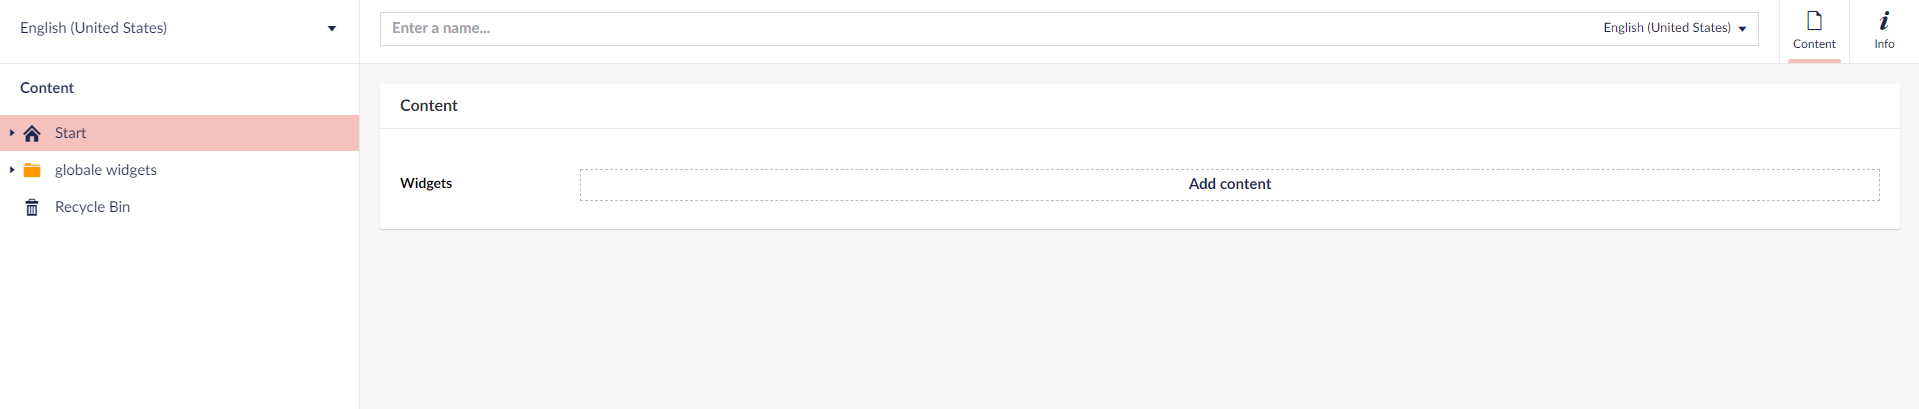 English (United States)
Enter a name...
English (United States)
Content
Info
Content
Start
globale widgets
Recycle Bin
Content
Widgets
Add content